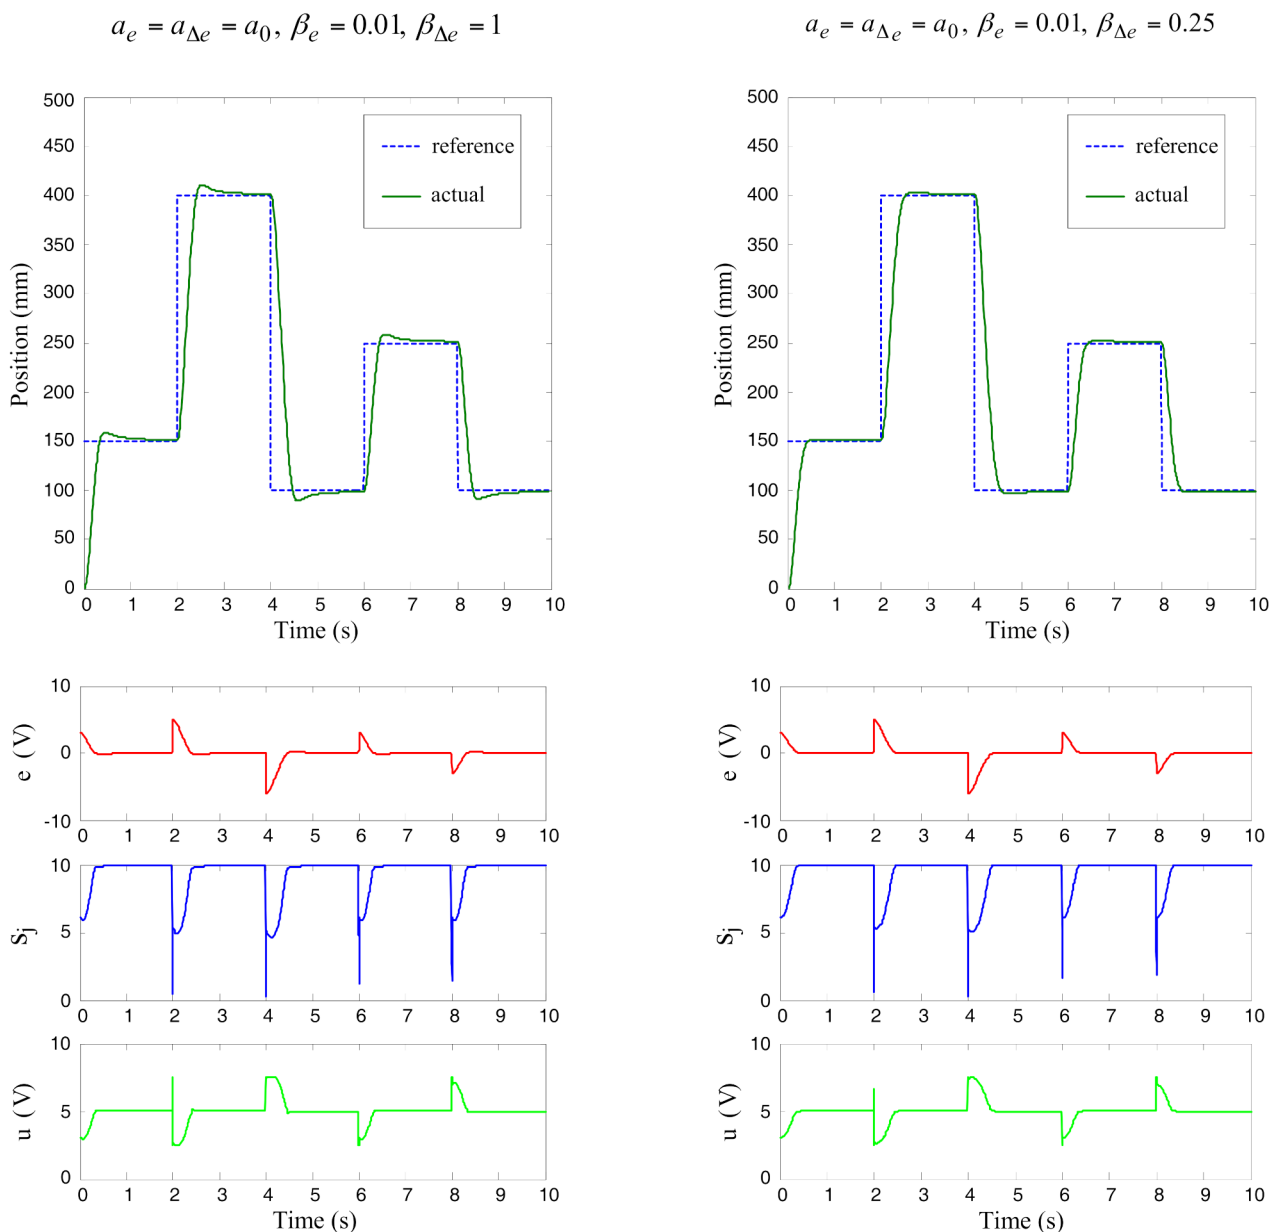 a_e = a_Δe = a_0, β_e = 0.01, β_Δe = 1
500
450
400
350
300
250
200
150
100
50
0
Position (mm)
reference
actual
0 1 2 3 4 5 6 7 8 9 10
Time (s)
10
0
-10
e (V)
0 1 2 3 4 5 6 7 8 9 10
10
5
0
S_j
0 1 2 3 4 5 6 7 8 9 10
10
5
0
u (V)
0 1 2 3 4 5 6 7 8 9 10
Time (s)
a_e = a_Δe = a_0, β_e = 0.01, β_Δe = 0.25
500
450
400
350
300
250
200
150
100
50
0
Position (mm)
reference
actual
0 1 2 3 4 5 6 7 8 9 10
Time (s)
10
0
-10
e (V)
0 1 2 3 4 5 6 7 8 9 10
10
5
0
S_j
0 1 2 3 4 5 6 7 8 9 10
10
5
0
u (V)
0 1 2 3 4 5 6 7 8 9 10
Time (s)